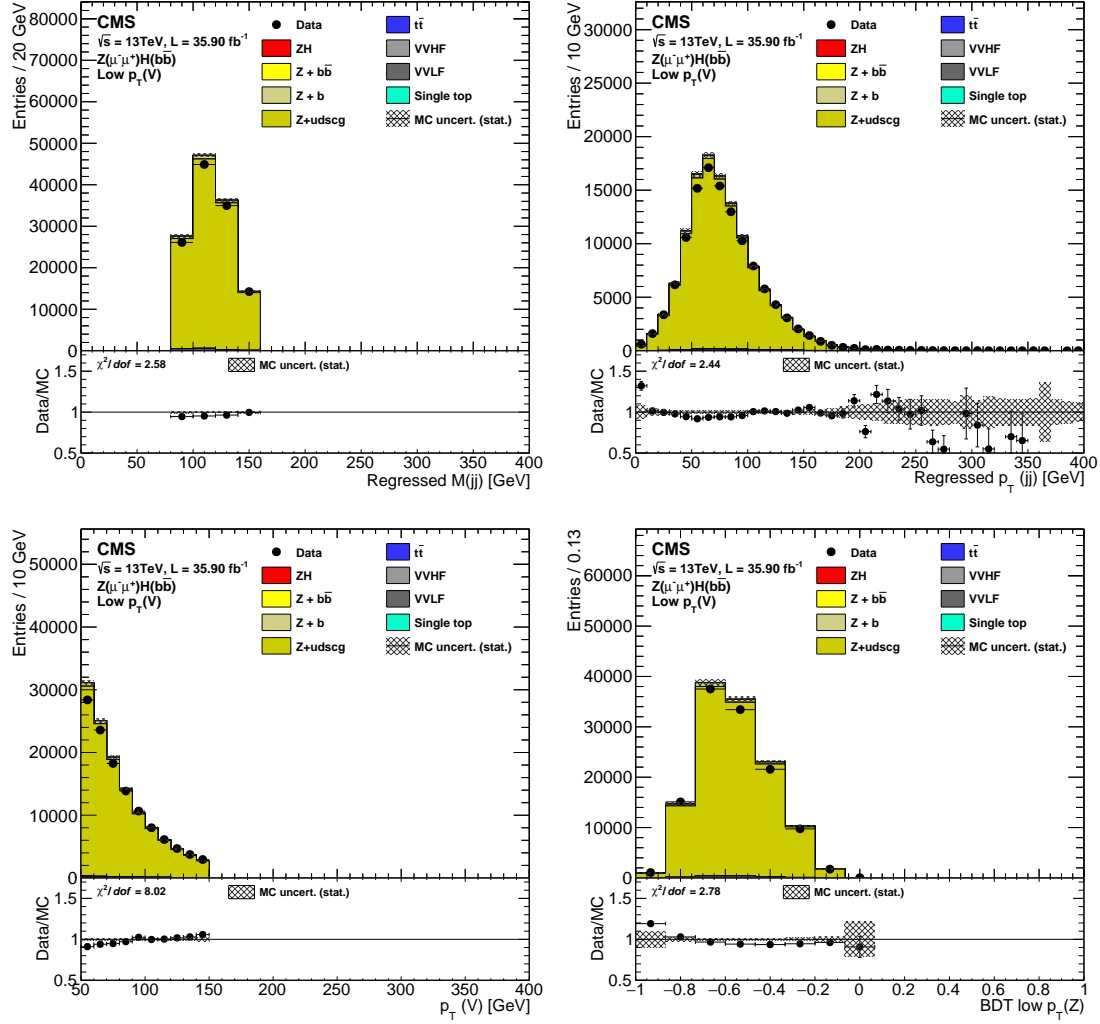 Entries / 20 GeV
80000
70000
60000
50000
40000
30000
20000
10000
0
CMS
√s = 13TeV, L = 35.90 fb⁻¹
Z(μ⁻μ⁺)H(bb̄)
Low p_T(V)
Data
ZH
Z + bb̄
Z + b
Z+udscg
tt̄
VVHF
VVLF
Single top
MC uncert. (stat.)
Data/MC
1.5
1
0.5
χ²/ dof = 2.58
MC uncert. (stat.)
0 50 100 150 200 250 300 350 400
Regressed M(jj) [GeV]
Entries / 10 GeV
30000
25000
20000
15000
10000
5000
0
CMS
√s = 13TeV, L = 35.90 fb⁻¹
Z(μ⁻μ⁺)H(bb̄)
Low p_T(V)
Data
ZH
Z + bb̄
Z + b
Z+udscg
tt̄
VVHF
VVLF
Single top
MC uncert. (stat.)
Data/MC
1.5
1
0.5
χ²/ dof = 2.44
MC uncert. (stat.)
0 50 100 150 200 250 300 350 400
Regressed p_T (jj) [GeV]
Entries / 10 GeV
50000
40000
30000
20000
10000
0
CMS
√s = 13TeV, L = 35.90 fb⁻¹
Z(μ⁻μ⁺)H(bb̄)
Low p_T(V)
Data
ZH
Z + bb̄
Z + b
Z+udscg
tt̄
VVHF
VVLF
Single top
MC uncert. (stat.)
Data/MC
1.5
1
0.5
χ²/ dof = 8.02
MC uncert. (stat.)
50 100 150 200 250 300 350 400
p_T (V) [GeV]
Entries / 0.13
60000
50000
40000
30000
20000
10000
0
CMS
√s = 13TeV, L = 35.90 fb⁻¹
Z(μ⁻μ⁺)H(bb̄)
Low p_T(V)
Data
ZH
Z + bb̄
Z + b
Z+udscg
tt̄
VVHF
VVLF
Single top
MC uncert. (stat.)
Data/MC
1.5
1
0.5
χ²/ dof = 2.78
MC uncert. (stat.)
−1 −0.8 −0.6 −0.4 −0.2 0 0.2 0.4 0.6 0.8 1
BDT low p_T(Z)